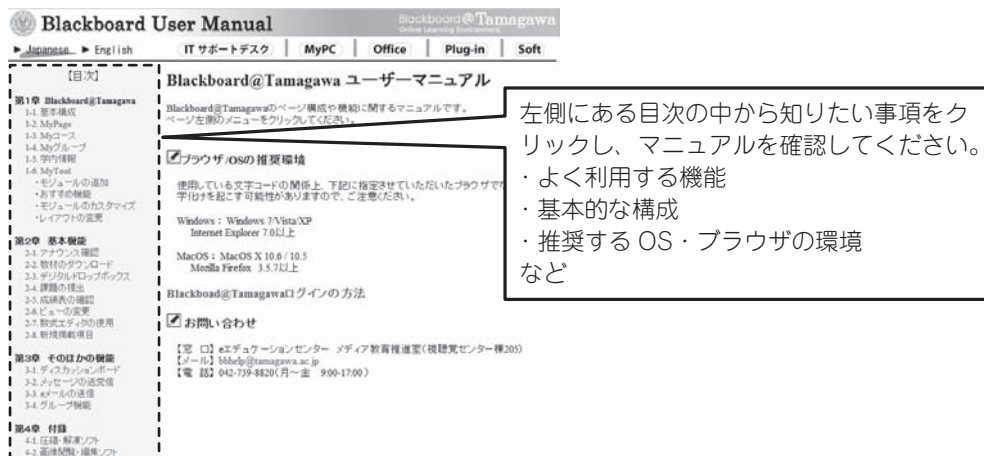 Blackboard User Manual
Blackboard@Tamagawa
Online Learning Environment
▶ Japanese ▶ English
ITサポートデスク | MyPC | Office | Plug-in | Soft
【目次】
第1章 Blackboard@Tamagawa
1-1. 基本構成
1-2. MyPage
1-3. Myコース
1-4. Myグループ
1-5. 学内情報
1-6. MyTool
・モジュールの追加
・おすすめ機能
・モジュールのカスタマイズ
・レイアウトの変更
第2章 基本機能
2-1. アナウンス確認
2-2. 教材のダウンロード
2-3. デジタルドロップボックス
2-4. 課題の提出
2-5. 成績表の確認
2-6. ビューの変更
2-7. 数式エディタの使用
2-8. 新規掲載項目
第3章 そのほかの機能
3-1. ディスカッションボード
3-2. メッセージの送受信
3-3. eメールの送信
3-4. グループ機能
第4章 付録
4-1. 圧縮・解凍ソフト
4-2. 画像閲覧・編集ソフト
Blackboard@Tamagawa ユーザーマニュアル
Blackboard@Tamagawaのページ構成や機能に関するマニュアルです。
ページ左側のメニューをクリックしてください。
ブラウザ/OSの推奨環境
使用している文字コードの関係上、下記に指定させていただいたブラウザで
字化けを起こす可能性がありますので、ご注意ください。
Windows : Windows 7/Vista/XP
Internet Explorer 7.0以上
MacOS : MacOS X 10.6 / 10.5
Mozilla Firefox 3.5.7以上
Blackboad@Tamagawaログインの方法
お問い合わせ
【窓 口】eエデュケーションセンター メディア教育推進室(視聴覚センター棟205)
【メール】bbhelp@tamagawa.ac.jp
【電 話】042-739-8820(月～金 9:00-17:00)
左側にある目次の中から知りたい事項をク
リックし、マニュアルを確認してください。
・よく利用する機能
・基本的な構成
・推奨する OS・ブラウザの環境
など